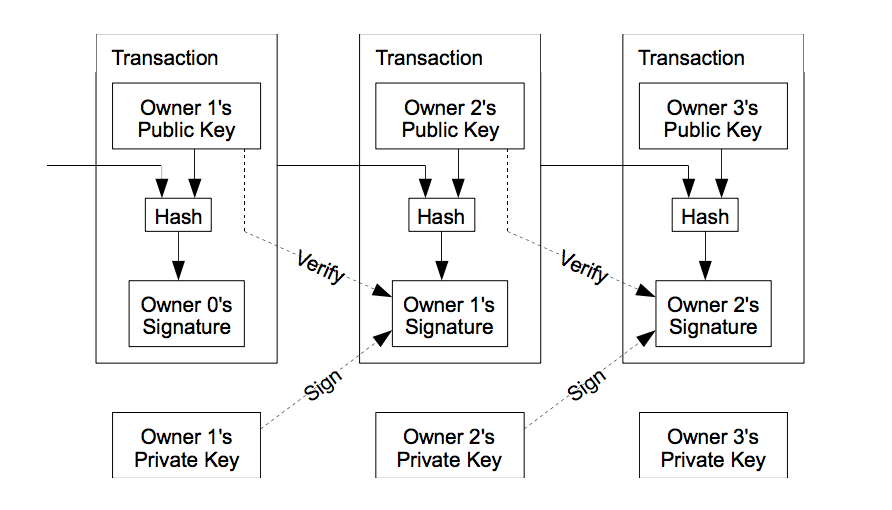 Transaction
Transaction
Transaction
Owner 1's
Public Key
Owner 2's
Public Key
Owner 3's
Public Key
Hash
Hash
Hash
Verify
Verify
Owner 0's
Signature
Owner 1's
Signature
Owner 2's
Signature
Sign
Sign
Owner 1's
Private Key
Owner 2's
Private Key
Owner 3's
Private Key